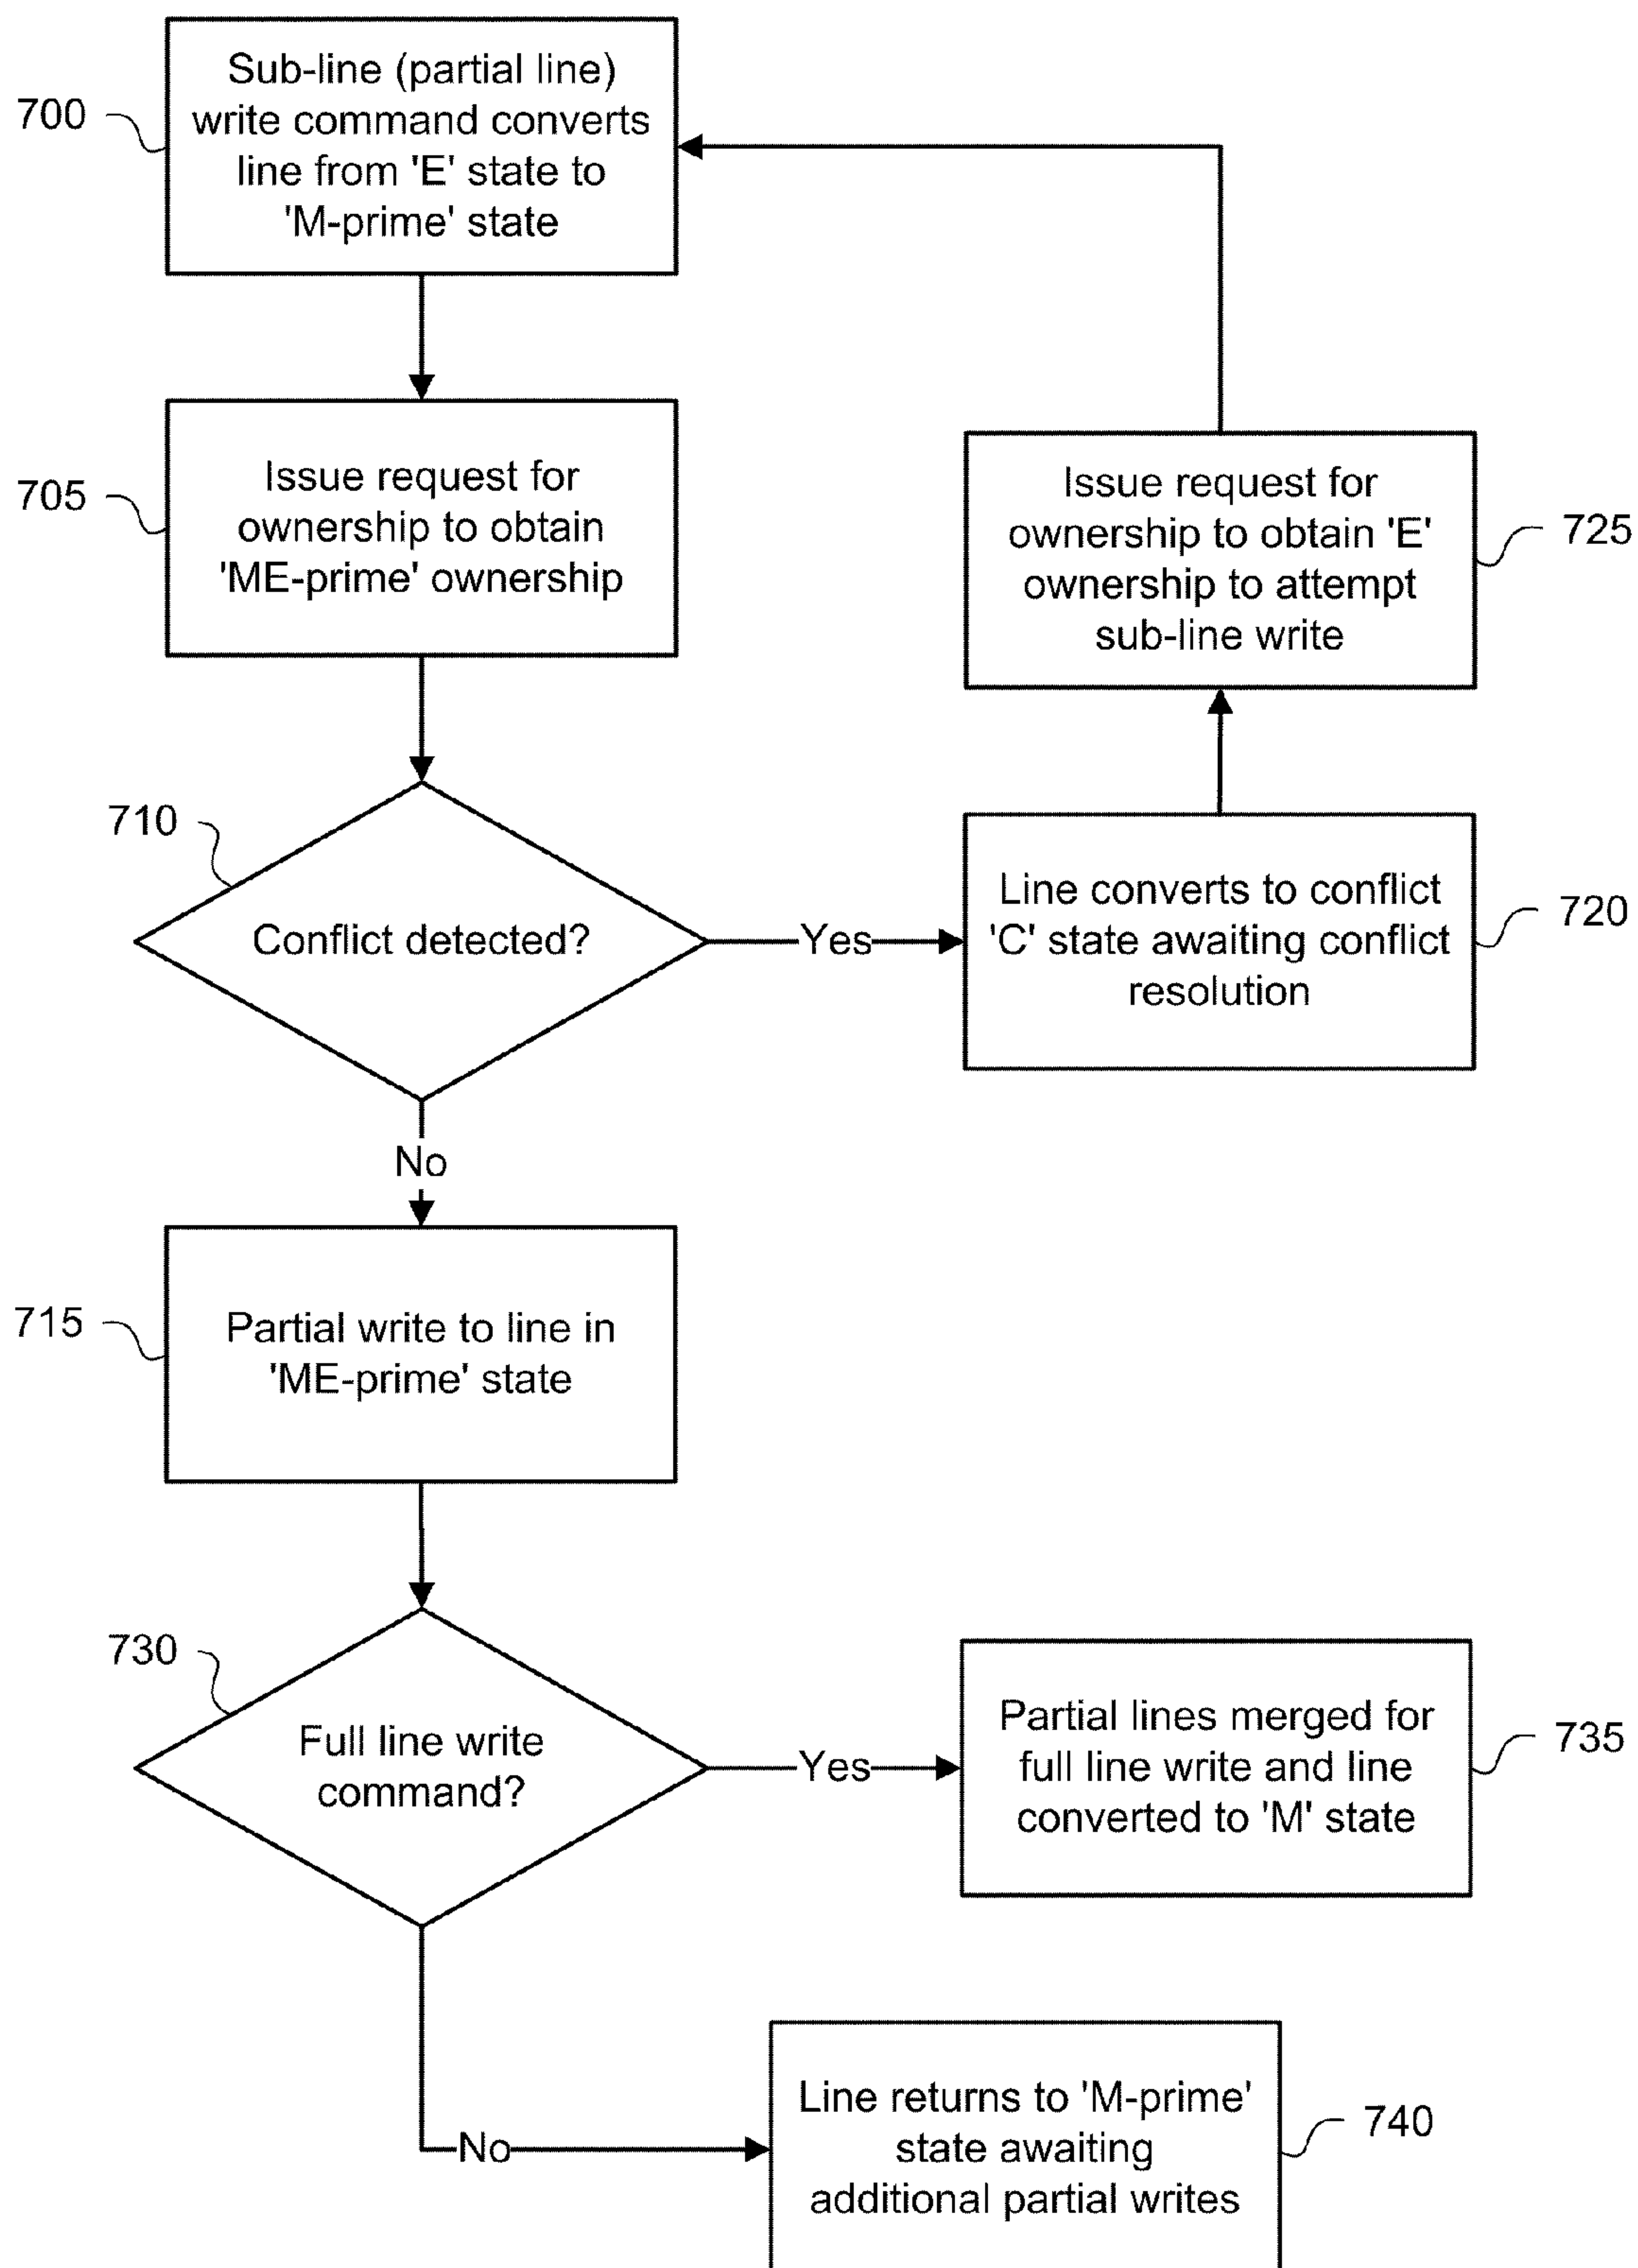 700
Sub-line (partial line)
write command converts
line from 'E' state to
'M-prime' state
705
Issue request for
ownership to obtain
'ME-prime' ownership
Issue request for
ownership to obtain 'E'
ownership to attempt
sub-line write
725
710
Conflict detected?
Yes
Line converts to conflict
'C' state awaiting conflict
resolution
720
No
715
Partial write to line in
'ME-prime' state
730
Full line write
command?
Yes
Partial lines merged for
full line write and line
converted to 'M' state
735
No
Line returns to 'M-prime'
state awaiting
additional partial writes
740